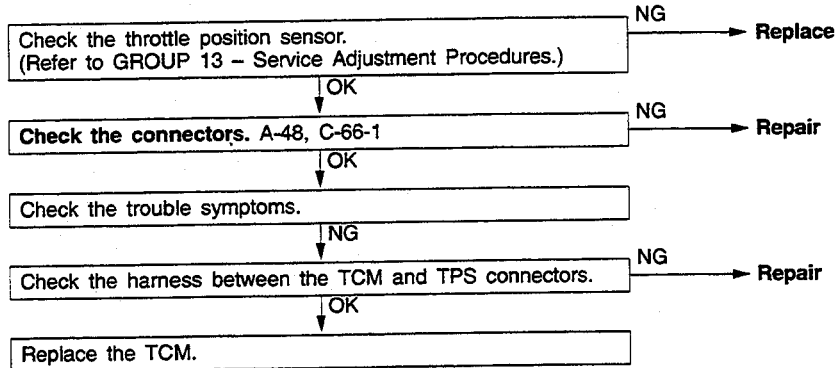 NG
Check the throttle position sensor.
Replace
(Refer to GROUP 13 – Service Adjustment Procedures.)
OK
NG
Check the connectors. A-48, C-66-1
Repair
OK
Check the trouble symptoms.
NG
NG
Check the harness between the TCM and TPS connectors.
Repair
OK
Replace the TCM.